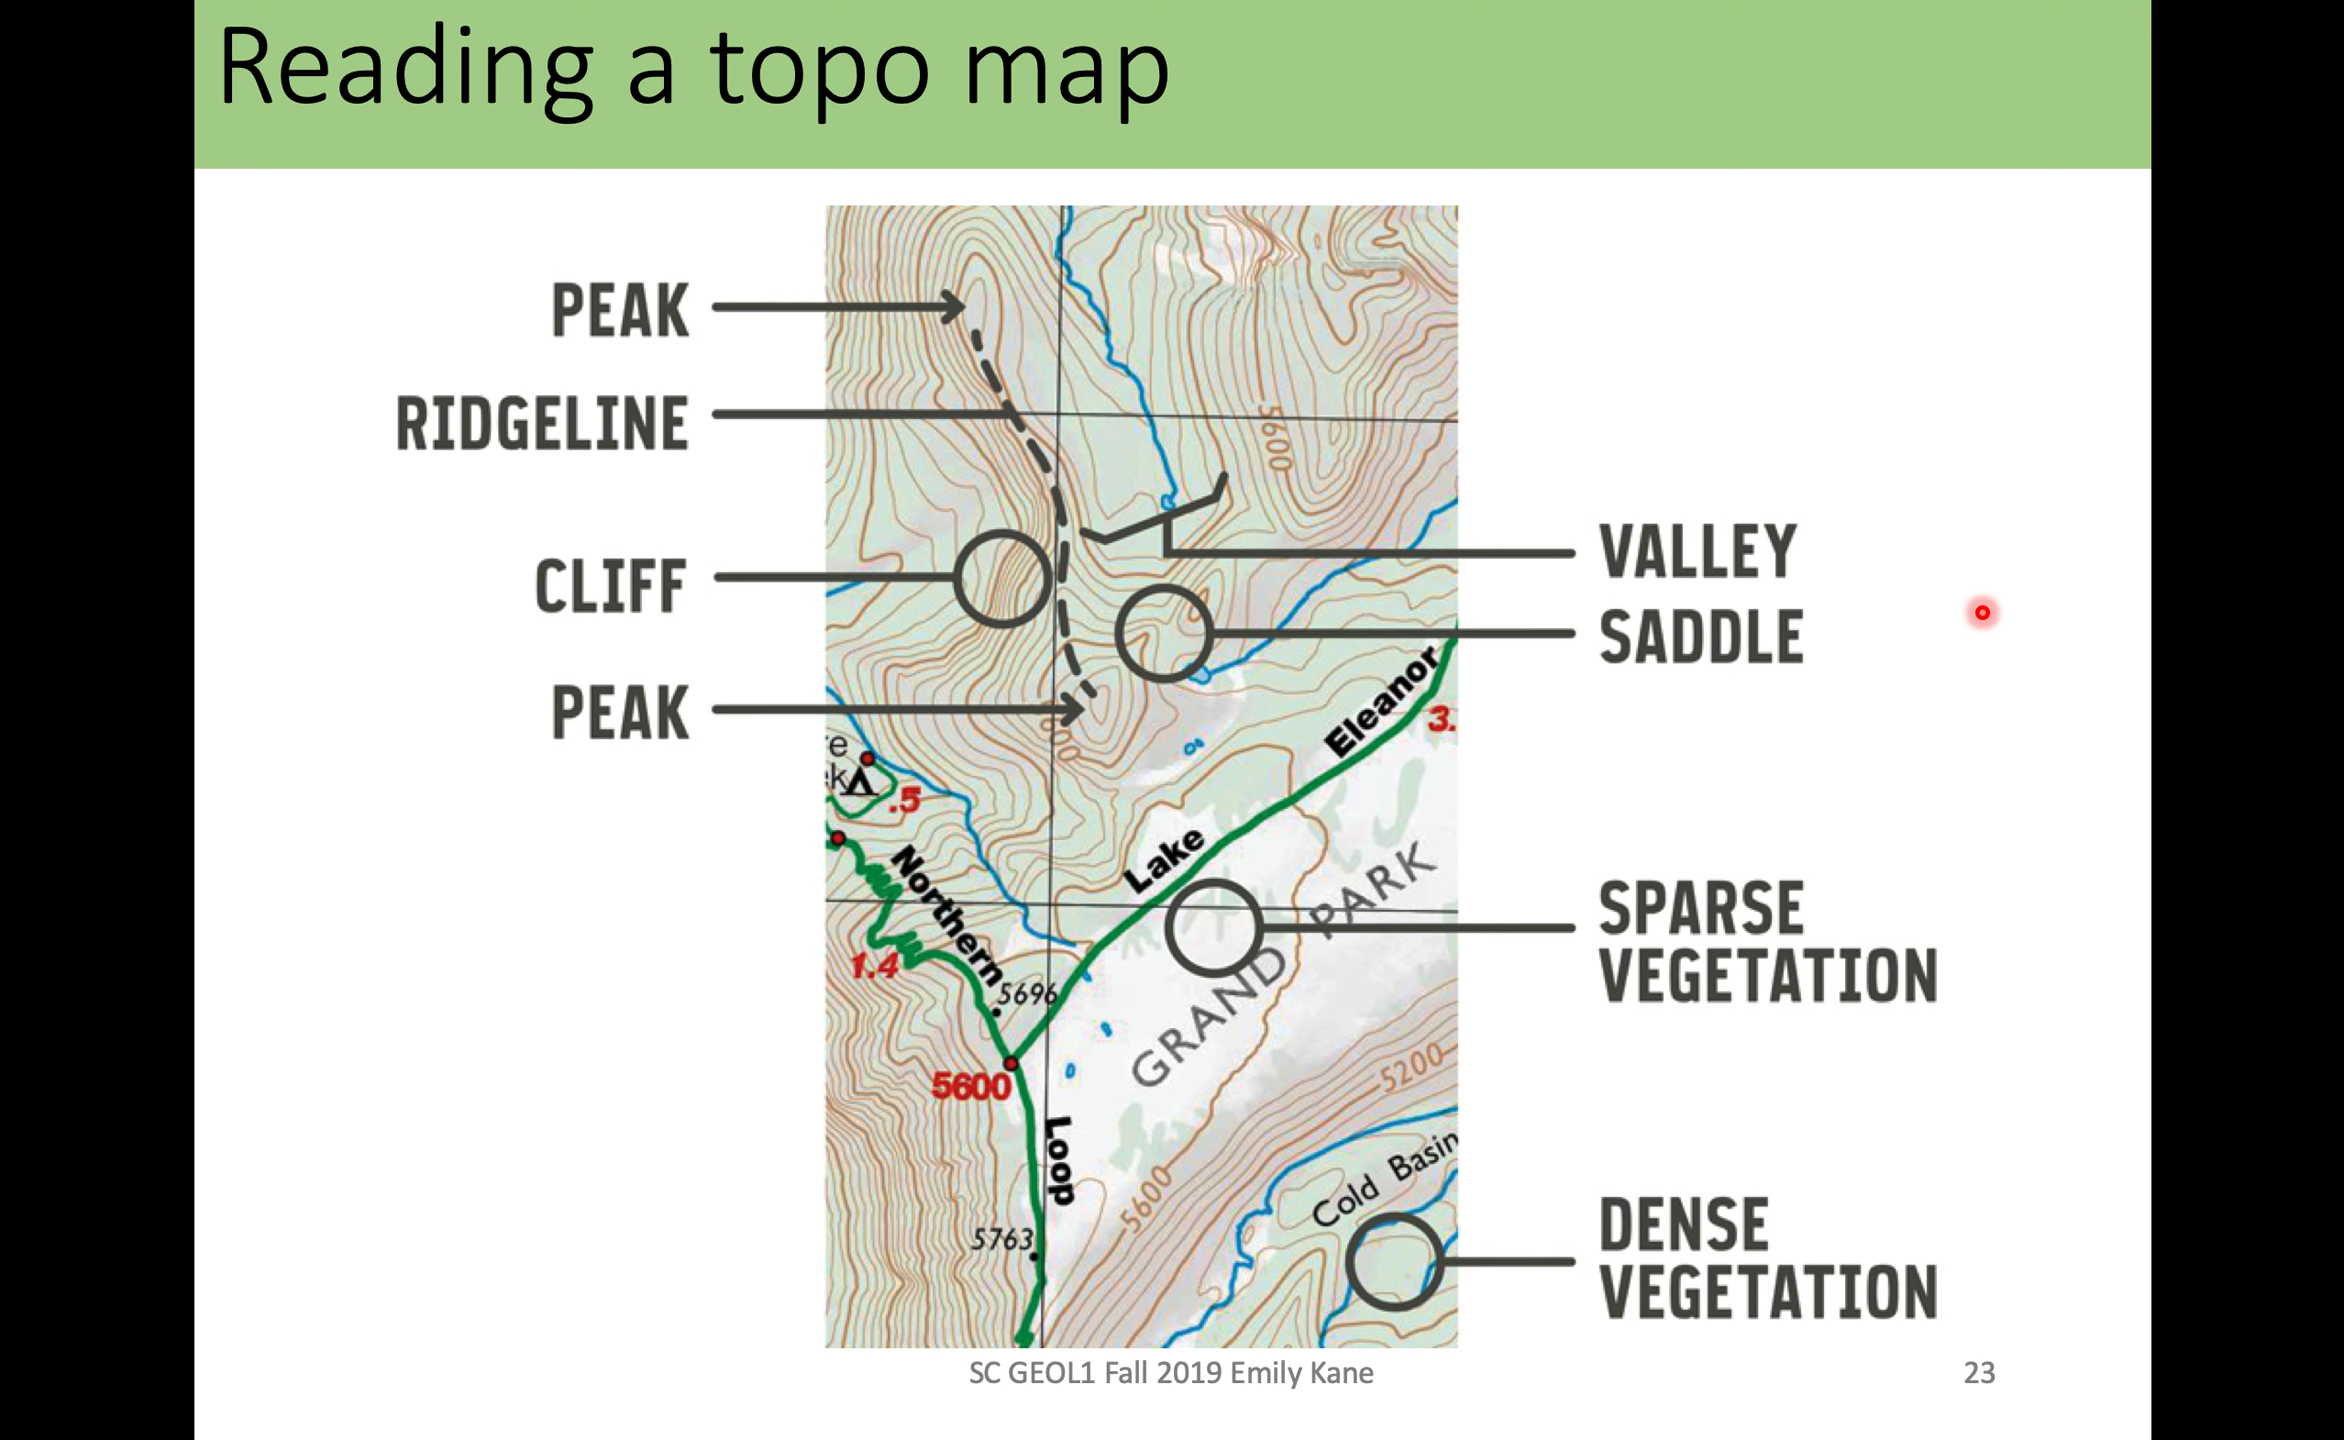 Reading a topo map
PEAK
RIDGELINE
CLIFF
PEAK
VALLEY
SADDLE
SPARSE
VEGETATION
DENSE
VEGETATION
5600
Eleanor
3.
re
ek
.5
Lake
Northern
GRAND PARK
1.4
5696
5200
5600
Loop
Cold Basin
5600
5763
SC GEOL1 Fall 2019 Emily Kane
23